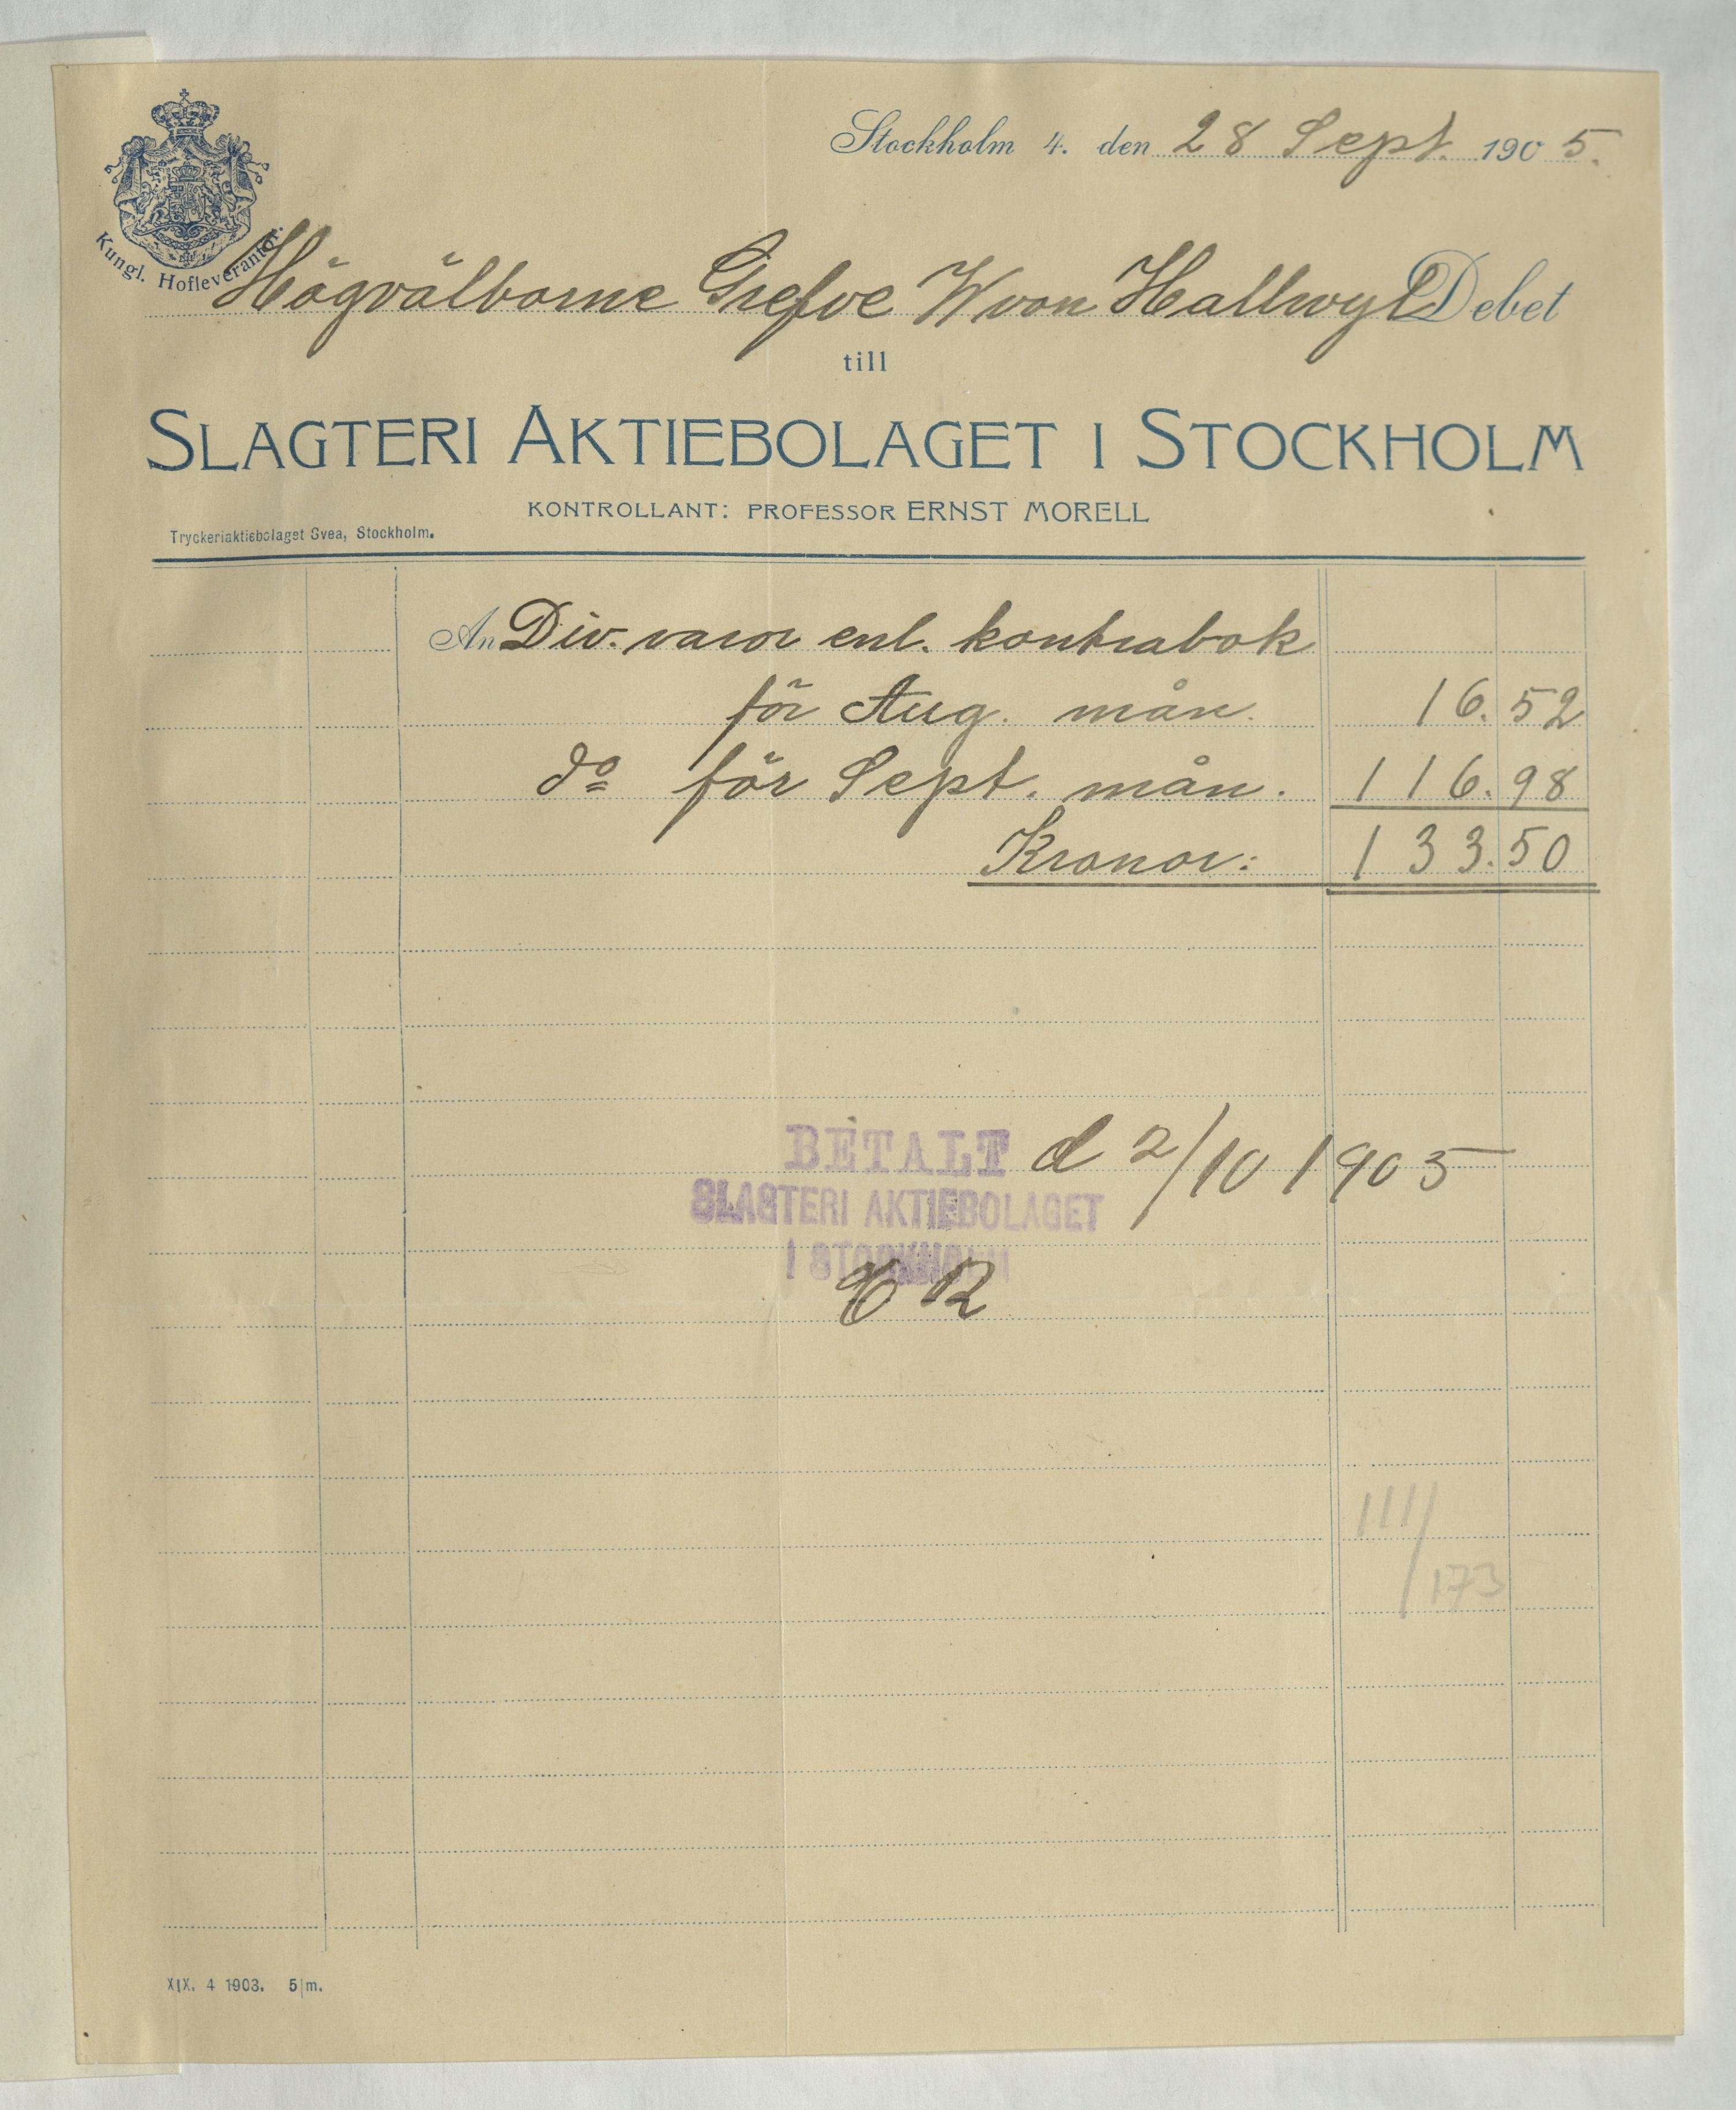 Stockholm 4. den 28 Sept. 1905.
Kungl. Hofleverantör.
Högvälborne Grefve W von Hallwyl Debet
till
SLAGTERI AKTIEBOLAGET I STOCKHOLM
KONTROLLANT: PROFESSOR ERNST MORELL
Tryckeriaktiebolaget Svea, Stockholm.
An Div. varor enl. kontrabok
för Aug. mån. 16. 52
do för Sept. mån. 116. 98
Kronor: 133. 50
BETALT d 2/10 1905
SLAGTERI AKTIEBOLAGET
I STOCKHOLM
111/173
XIX. 4 1903. 5|m.